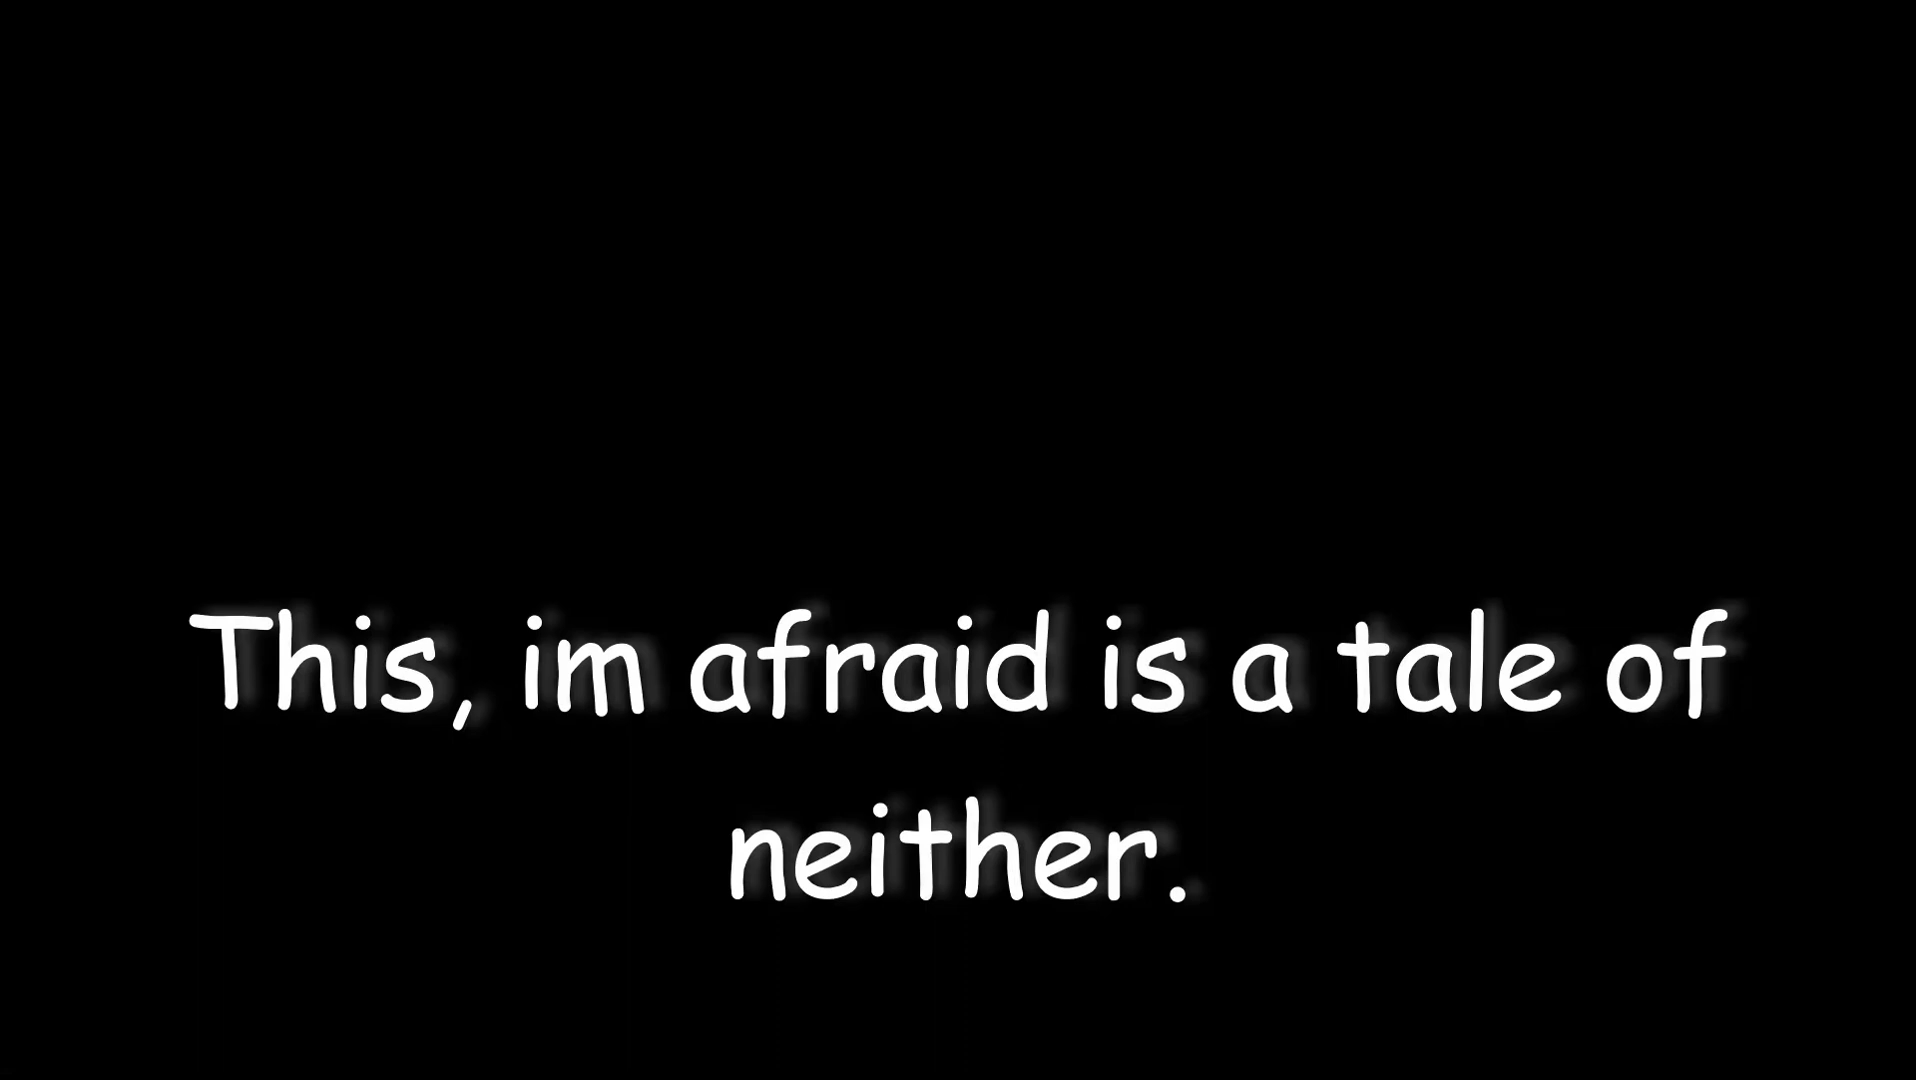 This, im afraid is a tale of
neither.